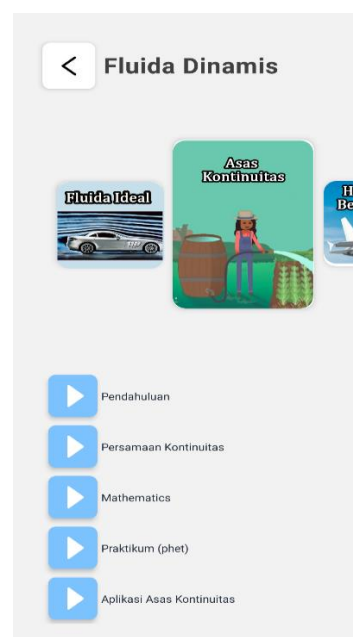 Fluida Dinamis
Fluida Ideal
Asas
Kontinuitas
Pendahuluan
Persamaan Kontinuitas
Mathematics
Praktikum (phet)
Aplikasi Asas Kontinuitas